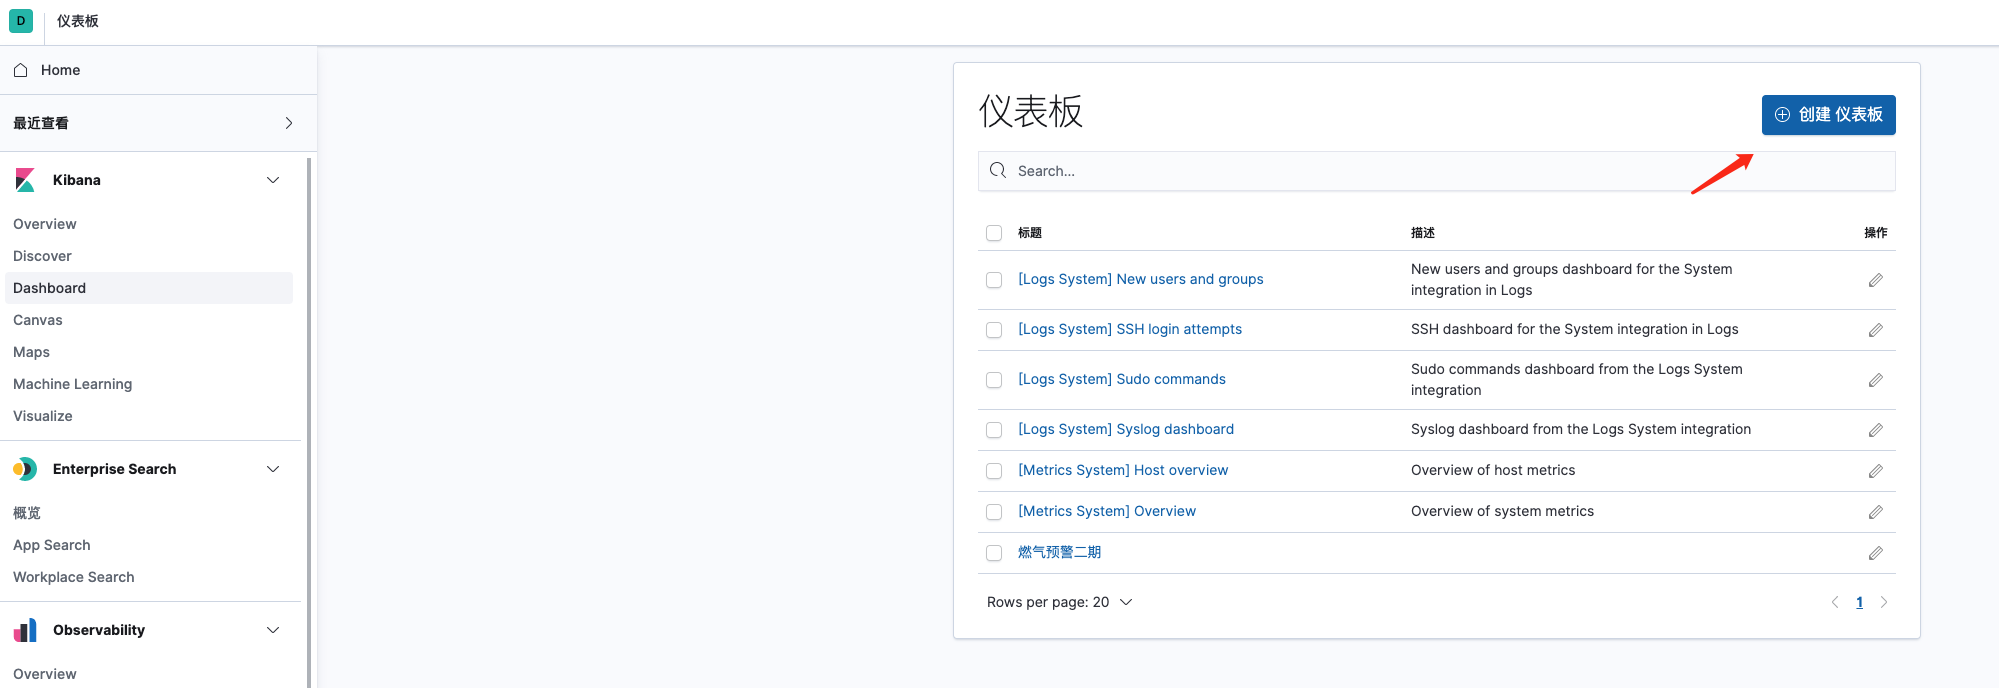 D
仪表板
Home
最近查看
Kibana
Overview
Discover
Dashboard
Canvas
Maps
Machine Learning
Visualize
Enterprise Search
概览
App Search
Workplace Search
Observability
Overview
仪表板
创建 仪表板
Search...
标题 描述 操作
[Logs System] New users and groups
New users and groups dashboard for the System
integration in Logs
[Logs System] SSH login attempts
SSH dashboard for the System integration in Logs
[Logs System] Sudo commands
Sudo commands dashboard from the Logs System
integration
[Logs System] Syslog dashboard
Syslog dashboard from the Logs System integration
[Metrics System] Host overview
Overview of host metrics
[Metrics System] Overview
Overview of system metrics
燃气预警二期
Rows per page: 20
1